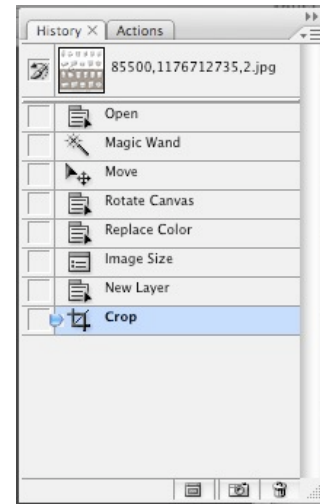 History × Actions
85500,1176712735,2.jpg
Open
Magic Wand
Move
Rotate Canvas
Replace Color
Image Size
New Layer
Crop